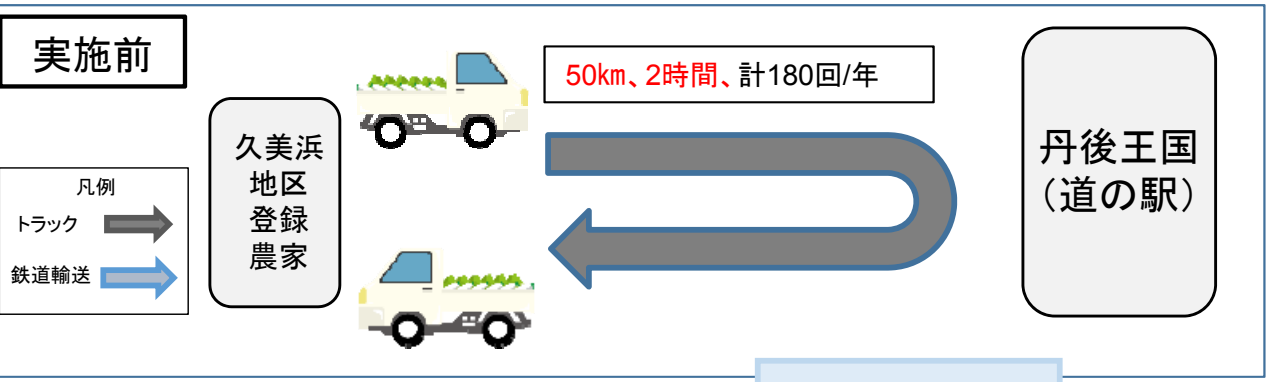 実施前
50㎞、2時間、計180回/年
久美浜
地区
登録
農家
丹後王国
（道の駅）
凡例
トラック
鉄道輸送